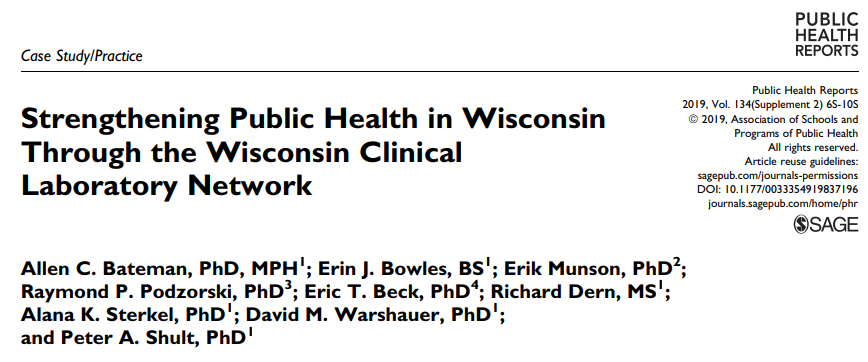 PUBLIC
HEALTH
REPORTS
Case Study/Practice
Strengthening Public Health in Wisconsin
Through the Wisconsin Clinical
Laboratory Network
Public Health Reports
2019, Vol. 134(Supplement 2) 6S-10S
© 2019, Association of Schools and
Programs of Public Health
All rights reserved.
Article reuse guidelines:
sagepub.com/journals-permissions
DOI: 10.1177/0033354919837196
journals.sagepub.com/home/phr
SAGE
Allen C. Bateman, PhD, MPH1; Erin J. Bowles, BS1; Erik Munson, PhD2;
Raymond P. Podzorski, PhD3; Eric T. Beck, PhD4; Richard Dern, MS1;
Alana K. Sterkel, PhD1; David M. Warshauer, PhD1;
and Peter A. Shult, PhD1